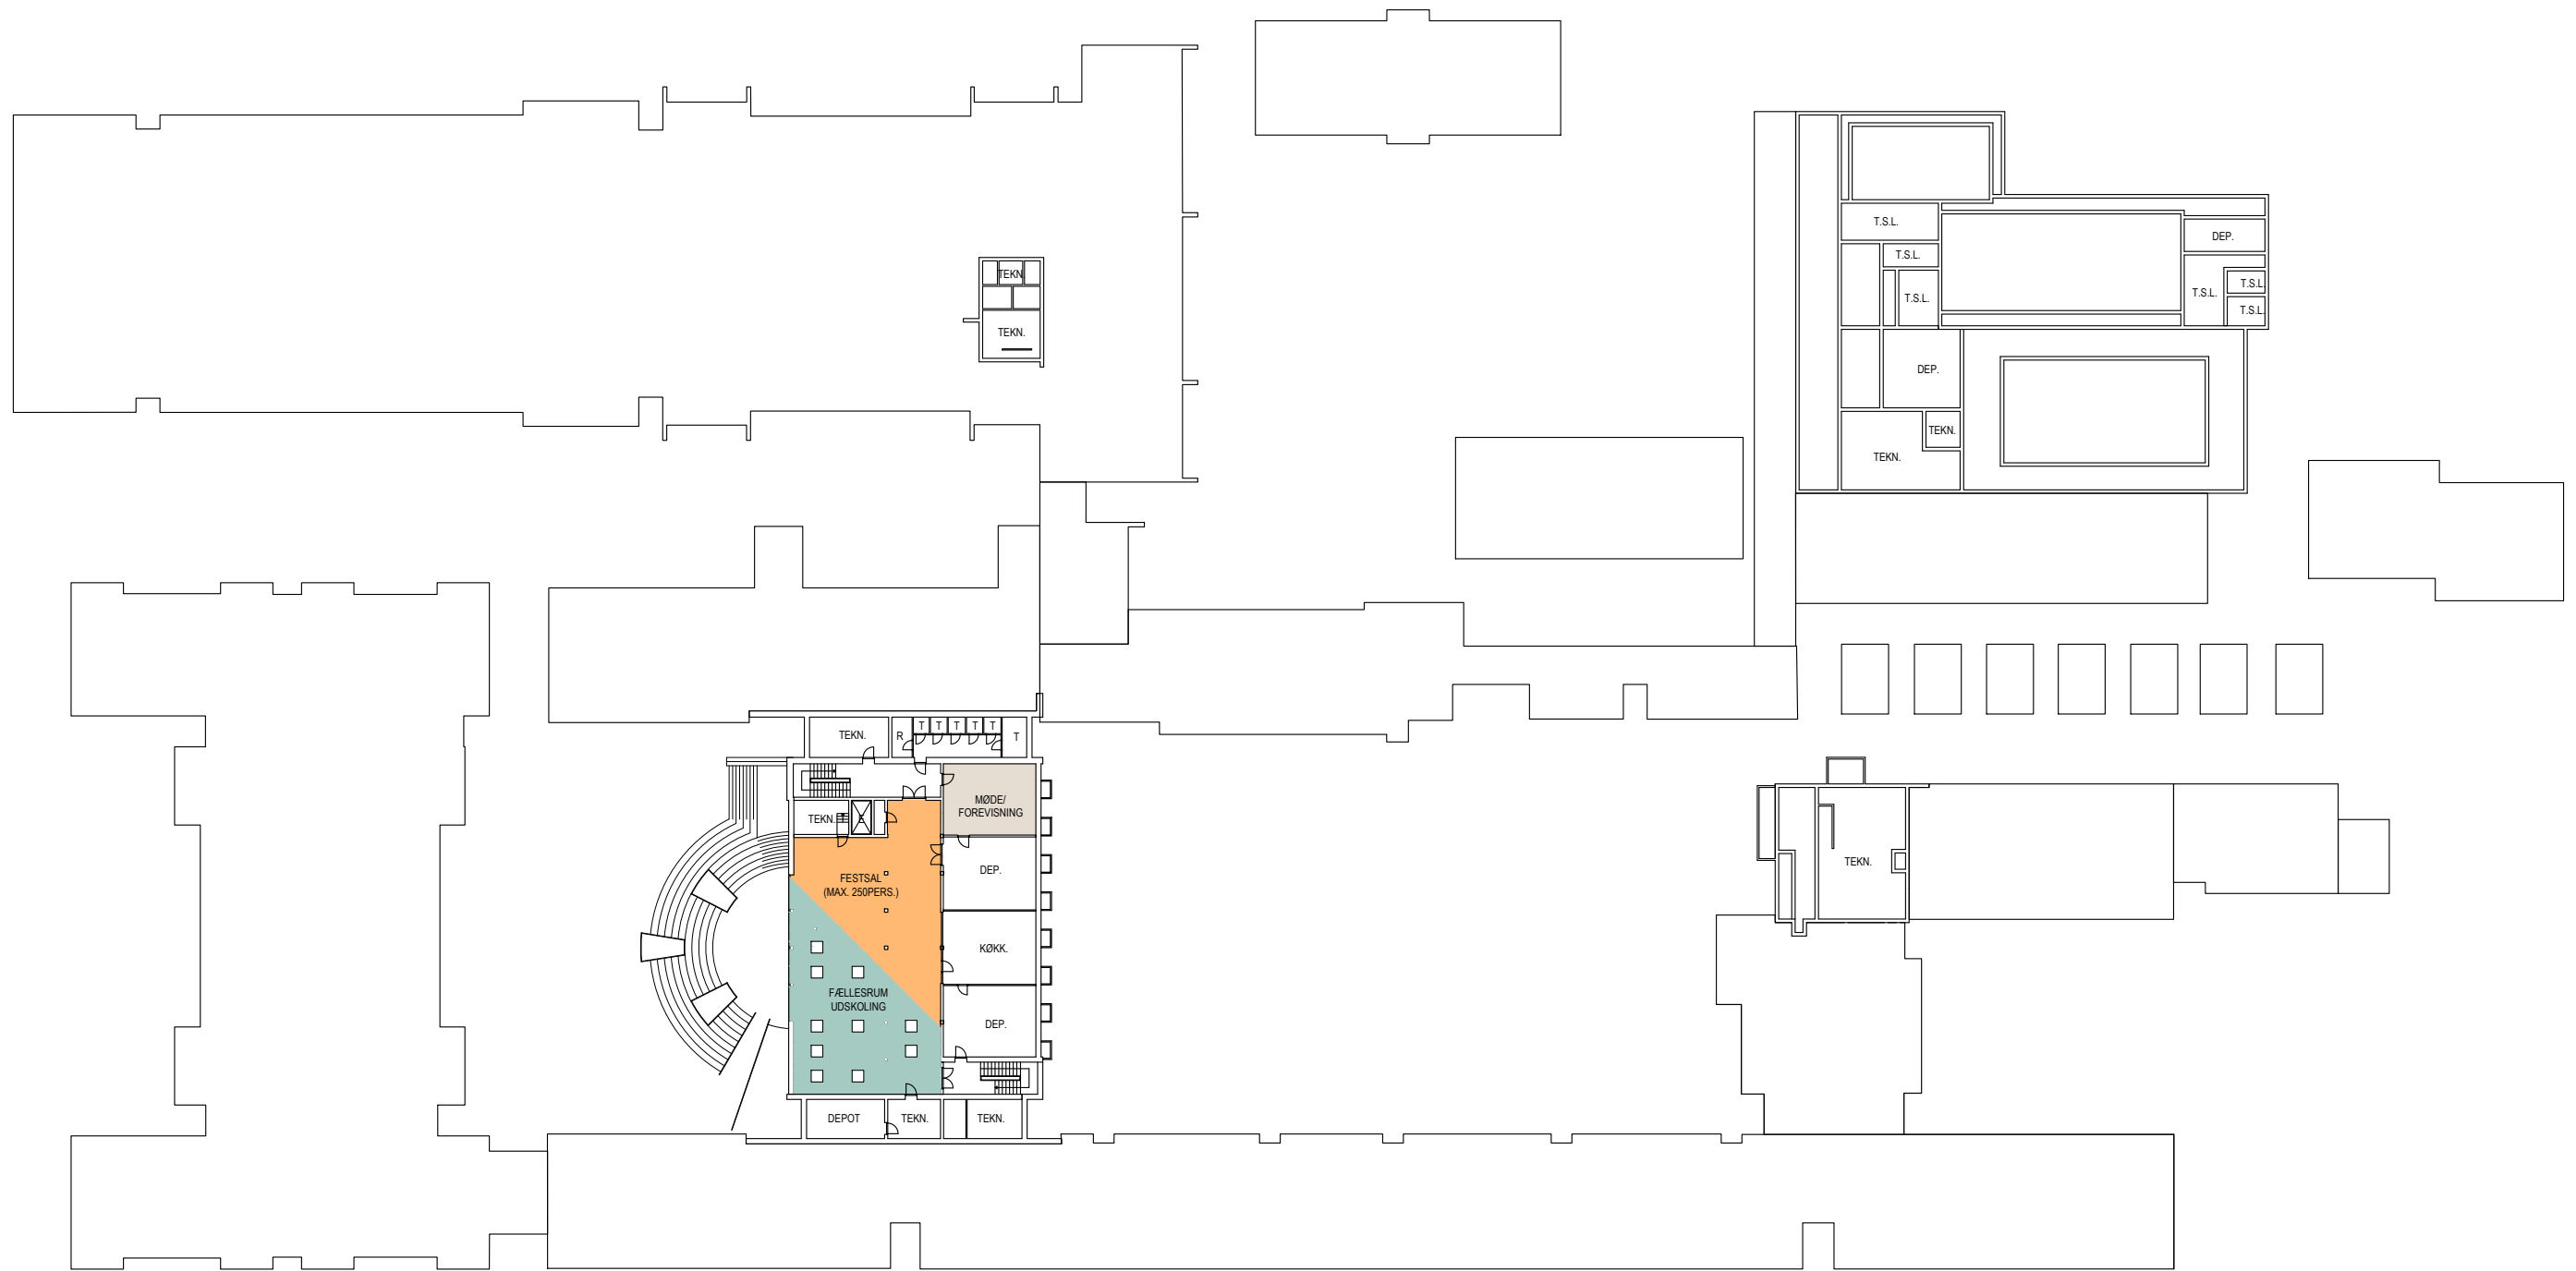 T.S.L.
DEP.
T.S.L.
TEKN.
T.S.L.
T.S.L.
T.S.L.
T.S.L.
TEKN.
DEP.
TEKN.
TEKN.
T
T
T
T
T
TEKN.
R
T
MØDE/
FOREVISNING
TEKN.
E
TEKN.
DEP.
FESTSAL
(MAX. 250PERS.)
KØKK.
FÆLLESRUM
UDSKOLING
DEP.
DEPOT
TEKN.
TEKN.